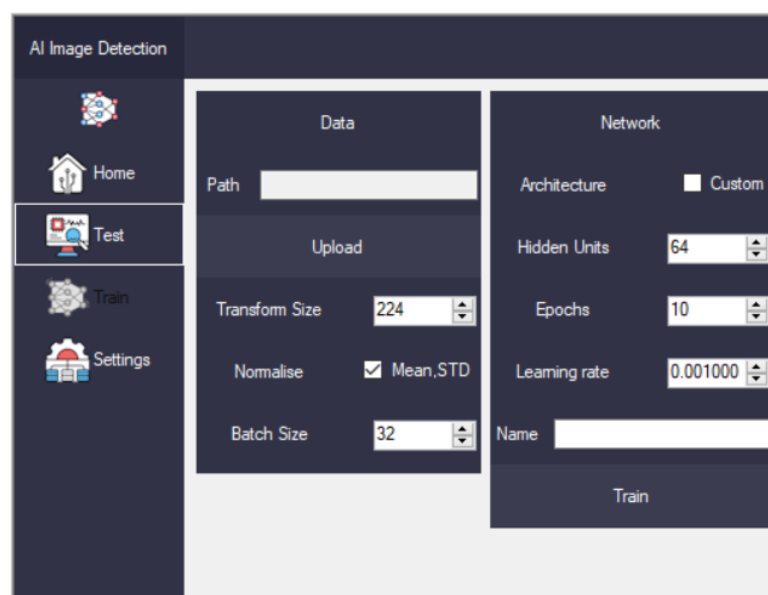 AI Image Detection
Home
Test
Train
Settings
Data
Path
Upload
Transform Size 224
Normalise Mean,STD
Batch Size 32
Network
Architecture Custom
Hidden Units 64
Epochs 10
Learning rate 0.001000
Name
Train